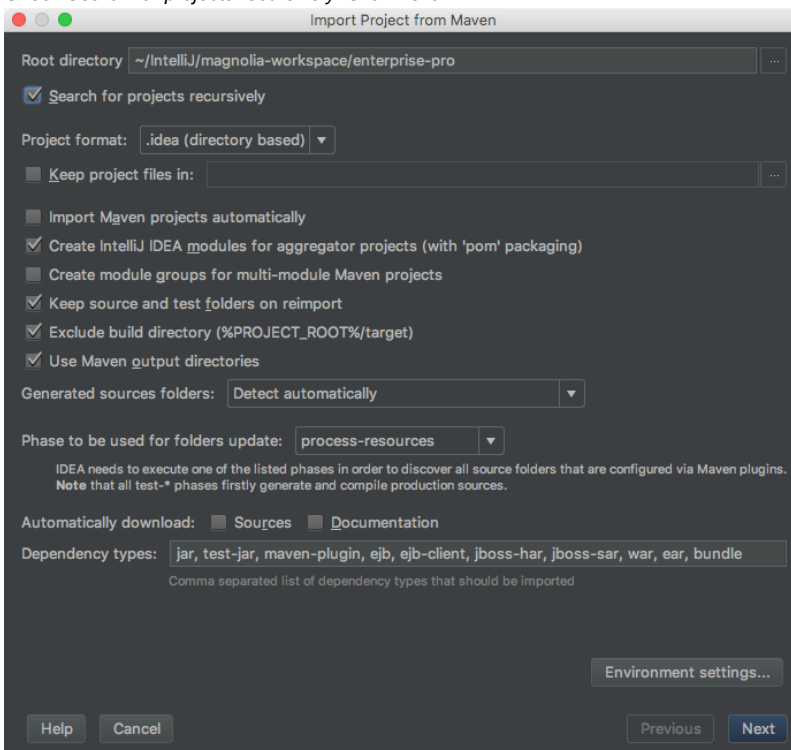 Import Project from Maven
Root directory ~/IntelliJ/magnolia-workspace/enterprise-pro ...
Search for projects recursively
Project format: .idea (directory based)
Keep project files in: ...
Import Maven projects automatically
Create IntelliJ IDEA modules for aggregator projects (with 'pom' packaging)
Create module groups for multi-module Maven projects
Keep source and test folders on reimport
Exclude build directory (%PROJECT_ROOT%/target)
Use Maven output directories
Generated sources folders: Detect automatically
Phase to be used for folders update: process-resources
IDEA needs to execute one of the listed phases in order to discover all source folders that are configured via Maven plugins.
Note that all test-* phases firstly generate and compile production sources.
Automatically download: Sources Documentation
Dependency types: jar, test-jar, maven-plugin, ejb, ejb-client, jboss-har, jboss-sar, war, ear, bundle
Comma separated list of dependency types that should be imported
Environment settings...
Help Cancel Previous Next